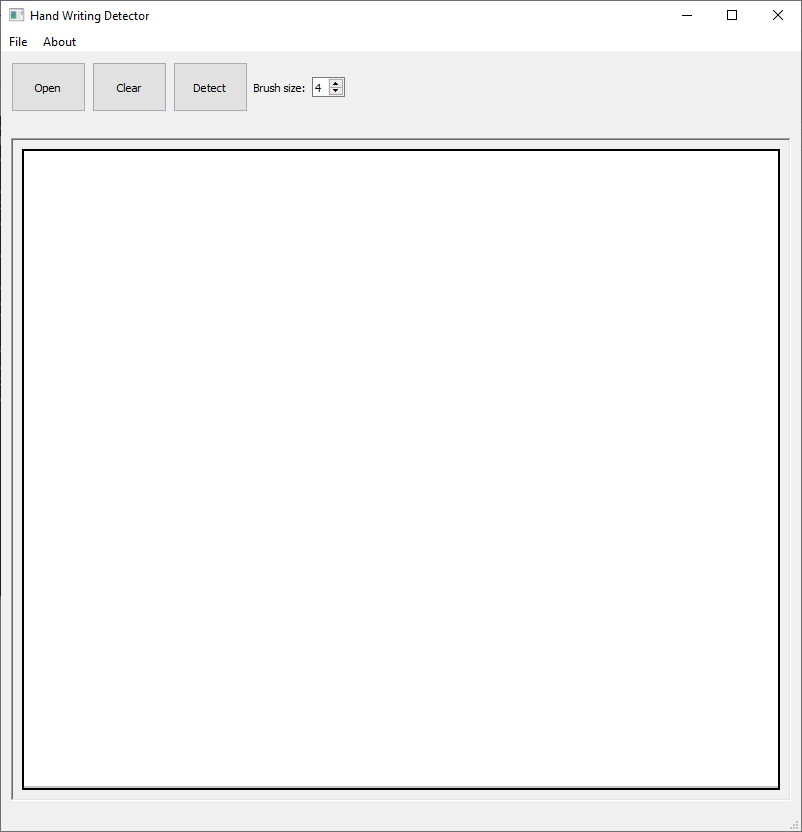 Hand Writing Detector
File About
Open Clear Detect Brush size: 4